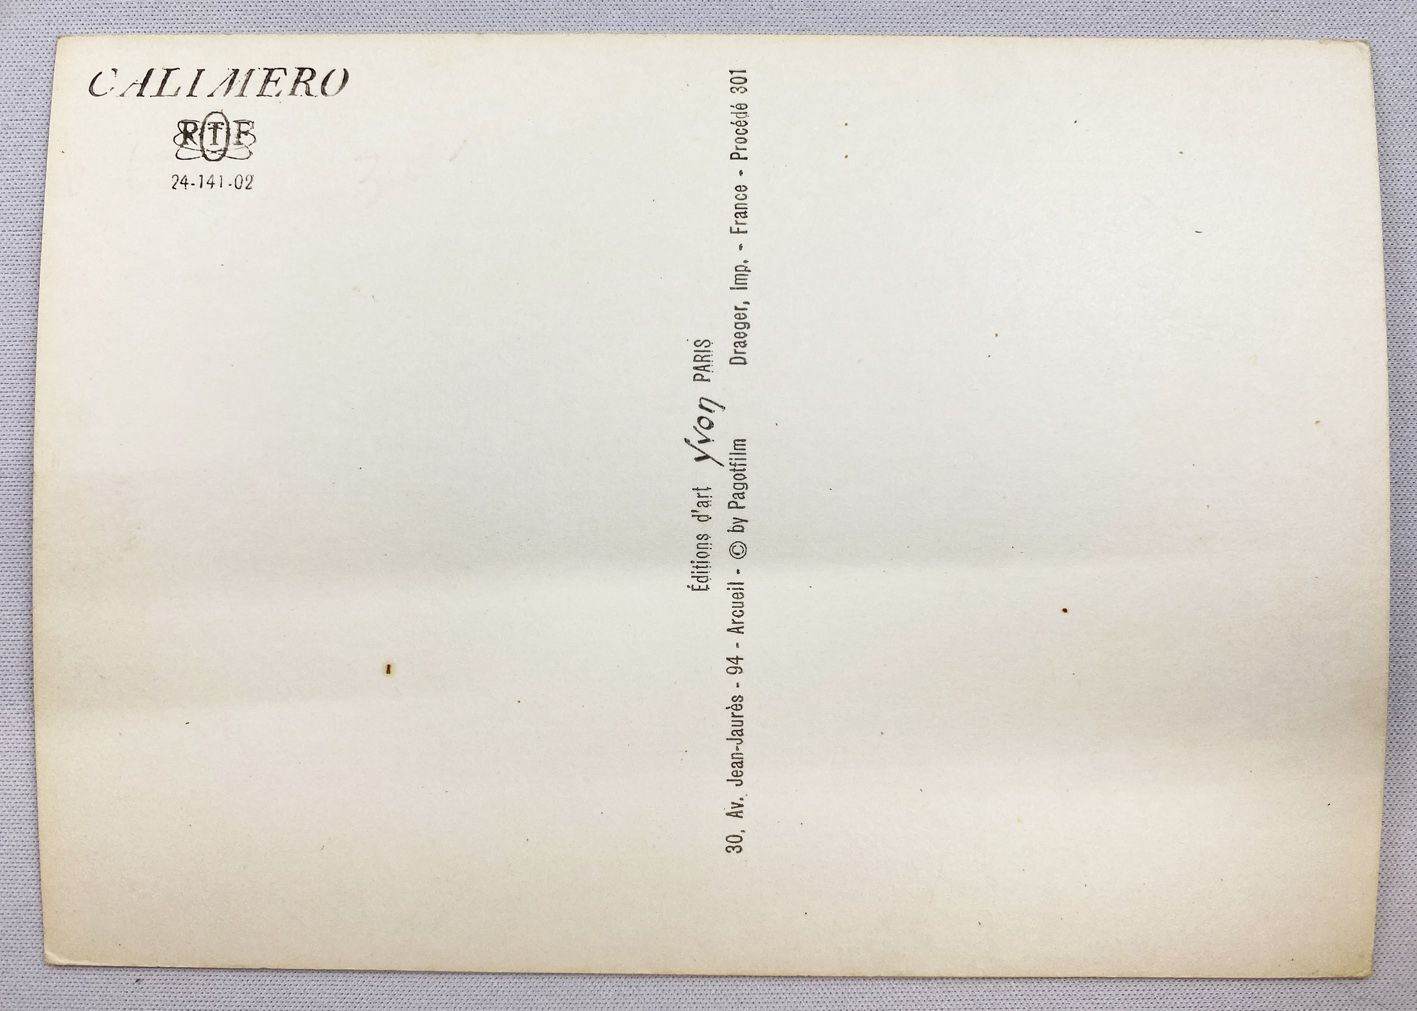 CALIMERO
RTF
24-141-02
Éditions d'art Yvon PARIS
30, Av. Jean-Jaurès - 94 - Arcueil - © by Pagotfilm Draeger, Imp. - France - Procédé 301